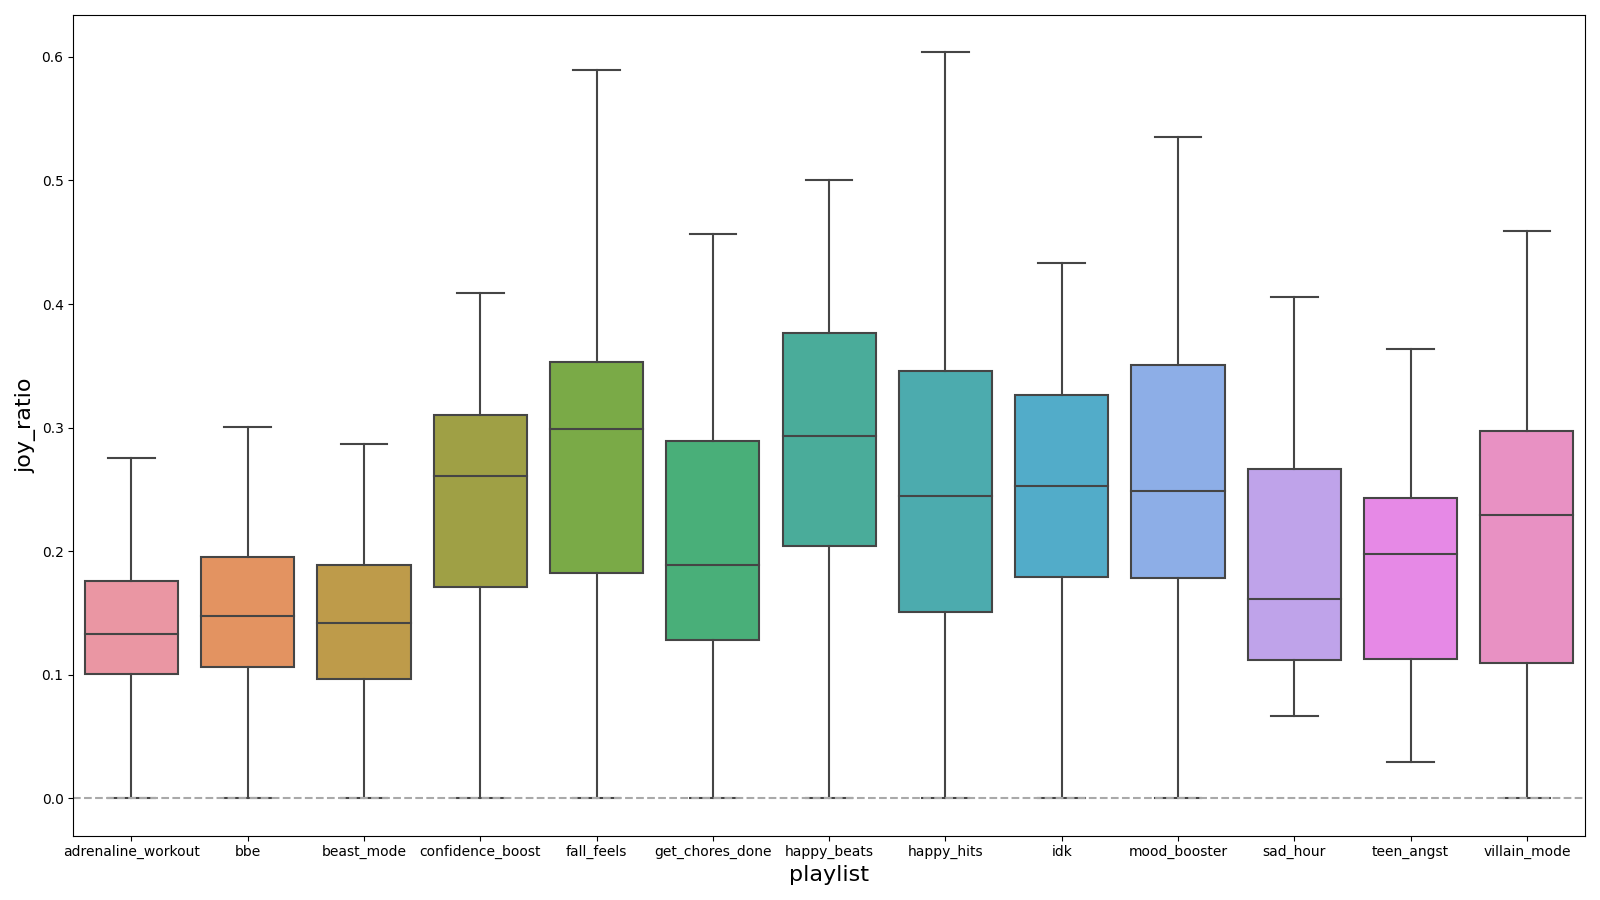 joy_ratio
0.6
0.5
0.4
0.3
0.2
0.1
0.0
adrenaline_workout bbe beast_mode confidence_boost fall_feels get_chores_done happy_beats happy_hits idk mood_booster sad_hour teen_angst villain_mode
playlist